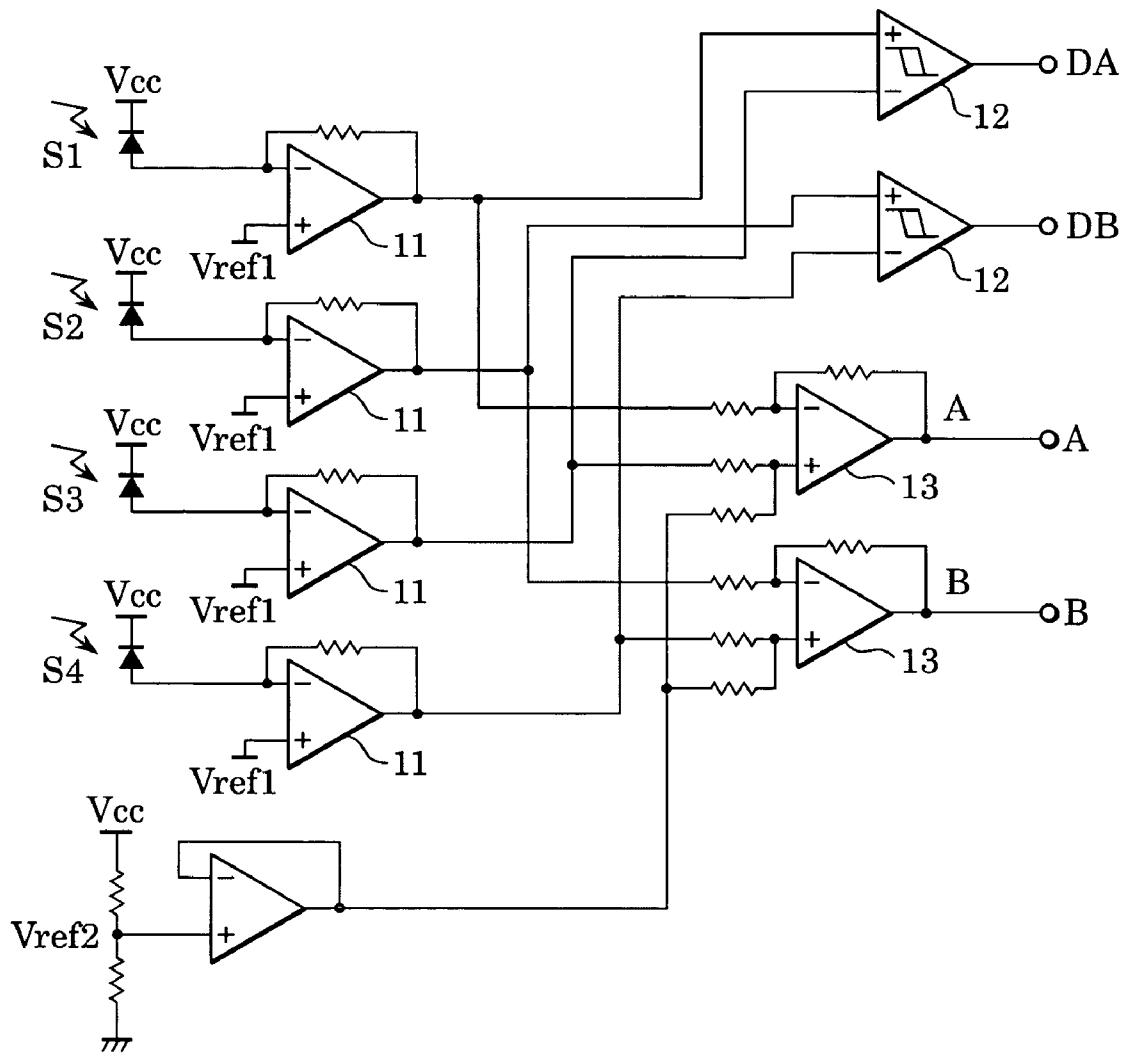 +
DA
−
12
Vcc
S1
−
+
11
Vref1
+
DB
−
12
Vcc
S2
−
+
11
Vref1
A
−
A
+
13
Vcc
S3
−
+
11
Vref1
B
−
B
+
13
Vcc
S4
−
+
11
Vref1
Vcc
−
Vref2
+